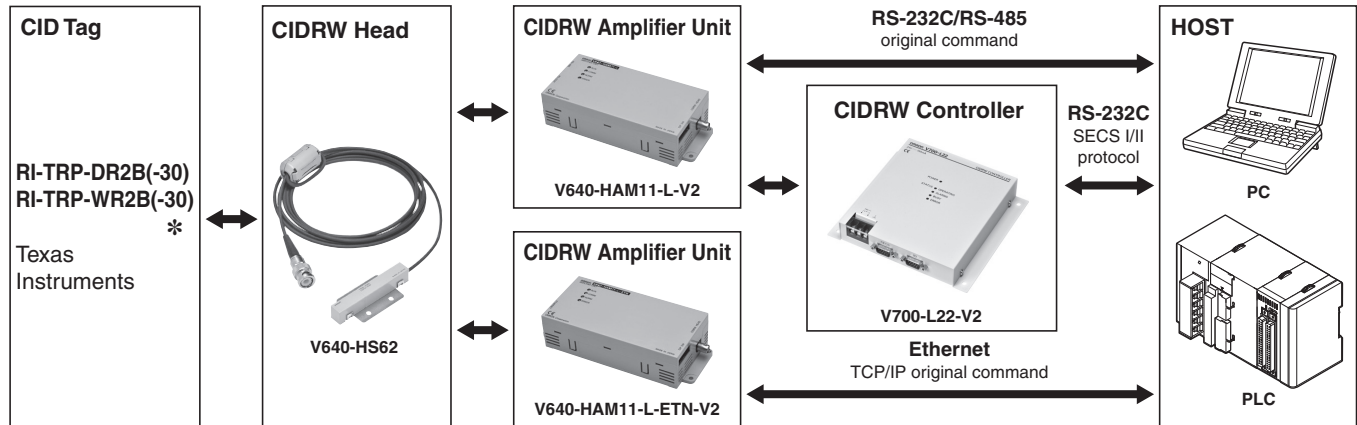 CID Tag
RI-TRP-DR2B(-30)
RI-TRP-WR2B(-30)
*
Texas
Instruments
CIDRW Head
V640-HS62
CIDRW Amplifier Unit
V640-HAM11-L-V2
CIDRW Amplifier Unit
V640-HAM11-L-ETN-V2
RS-232C/RS-485
original command
CIDRW Controller
V700-L22
V700-L22-V2
RS-232C
SECS I/II
protocol
Ethernet
TCP/IP original command
HOST
PC
PLC